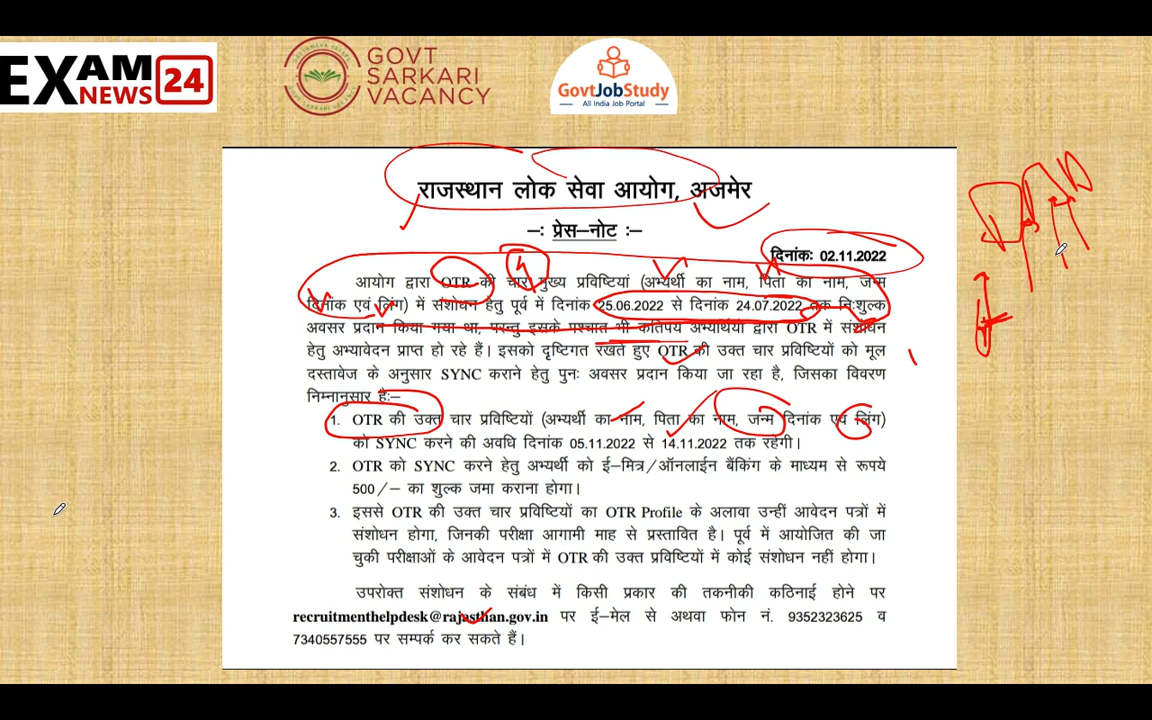 EXAM NEWS 24
GOVT
SARKARI
VACANCY
GovtJobStudy
All India Job Portal
राजस्थान लोक सेवा आयोग, अजमेर
–: प्रेस–नोट :–
दिनांक: 02.11.2022
आयोग द्वारा OTR की चार मुख्य प्रविष्टियां (अभ्यर्थी का नाम, पिता का नाम, जन्म
दिनांक एवं लिंग) में संशोधन हेतु पूर्व में दिनांक 25.06.2022 से दिनांक 24.07.2022 तक निःशुल्क
अवसर प्रदान किया गया था, परन्तु इसके पश्चात भी कतिपय अभ्यर्थियों द्वारा OTR में संशोधन
हेतु अभ्यावेदन प्राप्त हो रहे हैं। इसको दृष्टिगत रखते हुए OTR की उक्त चार प्रविष्टियों को मूल
दस्तावेज के अनुसार SYNC कराने हेतु पुनः अवसर प्रदान किया जा रहा है, जिसका विवरण
निम्नानुसार हैः–
1. OTR की उक्त चार प्रविष्टियों (अभ्यर्थी का नाम, पिता का नाम, जन्म दिनांक एवं लिंग)
को SYNC करने की अवधि दिनांक 05.11.2022 से 14.11.2022 तक रहेगी।
2. OTR को SYNC करने हेतु अभ्यर्थी को ई–मित्र/ऑनलाईन बैंकिंग के माध्यम से रूपये
500/– का शुल्क जमा कराना होगा।
3. इससे OTR की उक्त चार प्रविष्टियों का OTR Profile के अलावा उन्हीं आवेदन पत्रों में
संशोधन होगा, जिनकी परीक्षा आगामी माह से प्रस्तावित है। पूर्व में आयोजित की जा
चुकी परीक्षाओं के आवेदन पत्रों में OTR की उक्त प्रविष्टियों में कोई संशोधन नहीं होगा।
उपरोक्त संशोधन के संबंध में किसी प्रकार की तकनीकी कठिनाई होने पर
recruitmenthelpdesk@rajasthan.gov.in पर ई–मेल से अथवा फोन नं. 9352323625 व
7340557555 पर सम्पर्क कर सकते हैं।